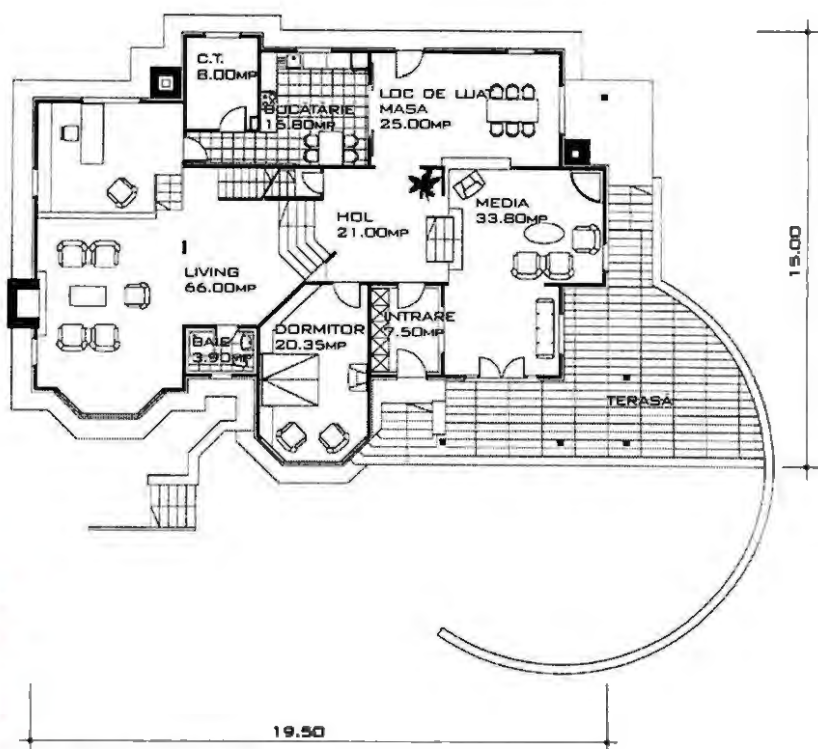 C.T.
8.00MP
BUCATARIE
15.80MP
LOC DE LUAT
MASA
25.00MP
MEDIA
33.80MP
HOL
21.00MP
LIVING
66.00MP
BAIE
3.90MP
DORMITOR
20.35MP
INTRARE
7.50MP
TERASA
15.00
19.50